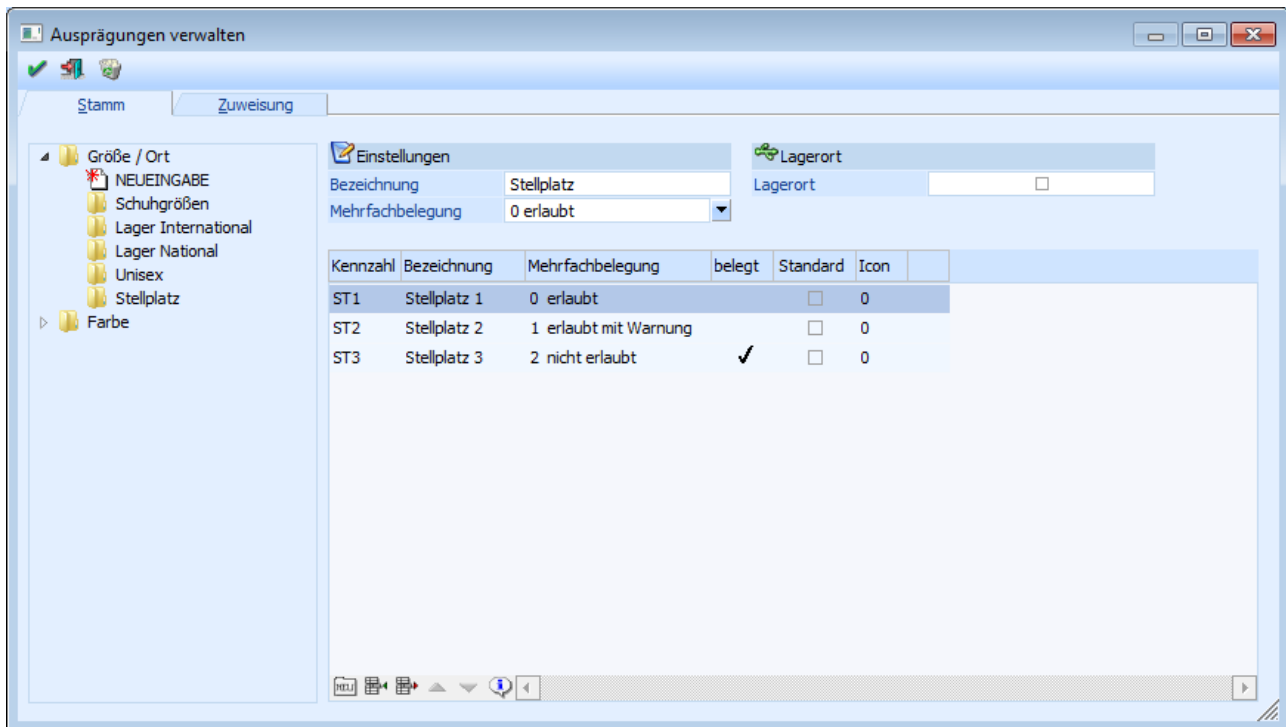 Ausprägungen verwalten
Stamm Zuweisung
Größe / Ort
NEUEINGABE
Schuhgrößen
Lager International
Lager National
Unisex
Stellplatz
Farbe
Einstellungen
Bezeichnung Stellplatz
Mehrfachbelegung 0 erlaubt
Lagerort
Lagerort
Kennzahl Bezeichnung Mehrfachbelegung belegt Standard Icon
ST1 Stellplatz 1 0 erlaubt 0
ST2 Stellplatz 2 1 erlaubt mit Warnung 0
ST3 Stellplatz 3 2 nicht erlaubt 0
NEU